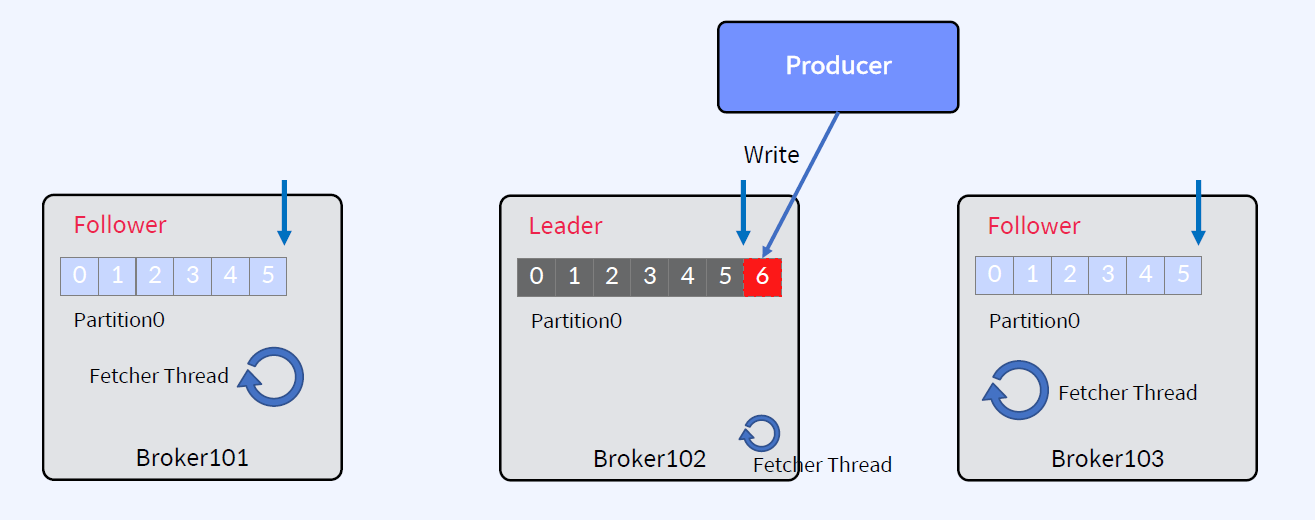 Producer
Write
Follower
0 1 2 3 4 5
Partition0
Fetcher Thread
Broker101
Leader
0 1 2 3 4 5 6
Partition0
Broker102
Fetcher Thread
Follower
0 1 2 3 4 5
Partition0
Fetcher Thread
Broker103